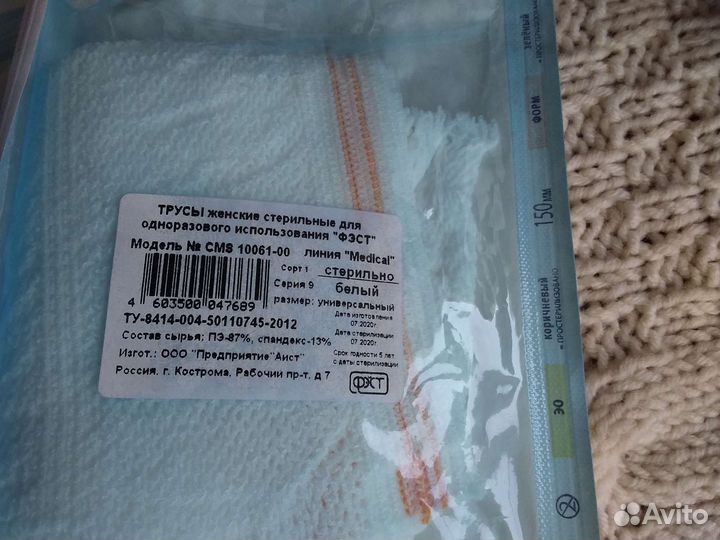 ТРУСЫ женские стерильные для
одноразового использования "ФЭСТ"
Модель № CMS 10061-00 линия "Medical"
Сорт 1 стерильно
Серия 9 белый
4 603500 047689
размер: универсальный
ТУ-8414-004-50110745-2012
Дата изготовления
07.2020г.
Дата стерилизации
07.2020г.
Состав сырья: ПЭ-87%, спандекс-13%
Изгот.: ООО "Предприятие"Аист"
Срок годности 5 лет
с даты стерилизации
Россия, г. Кострома, Рабочий пр-т, д 7
ФЭСТ
зелёный
ФОРМ
150 мм
коричневый
= ПРОСТЕРИЛИЗОВАНО
ЭО
2
Avito